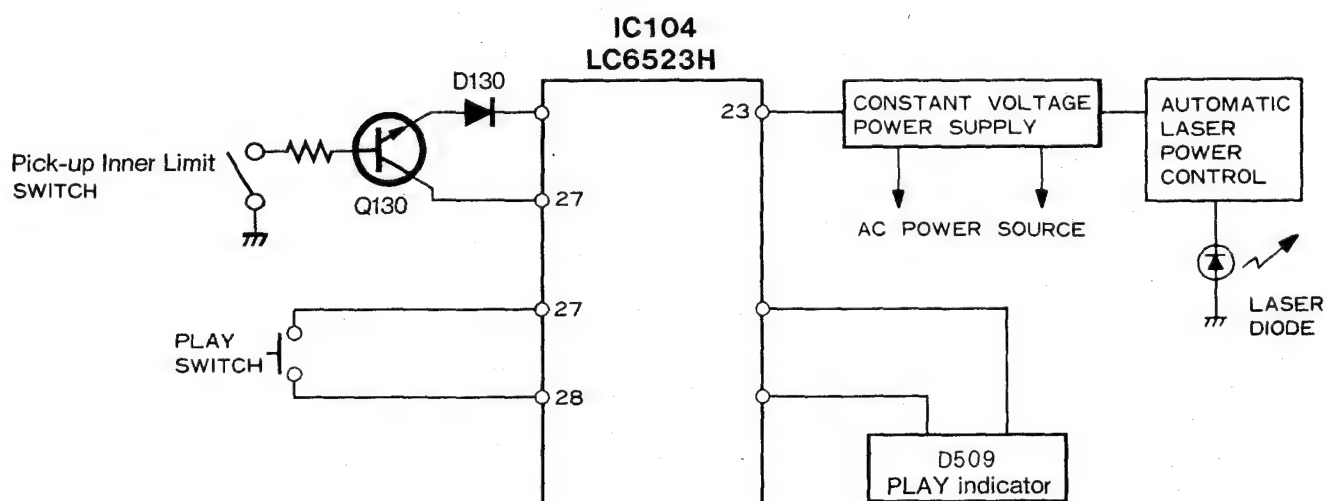 IC104
LC6523H
D130
23
CONSTANT VOLTAGE
POWER SUPPLY
AUTOMATIC
LASER
POWER
CONTROL
Pick-up Inner Limit
SWITCH
Q130
27
AC POWER SOURCE
LASER
DIODE
27
PLAY
SWITCH
28
D509
PLAY indicator